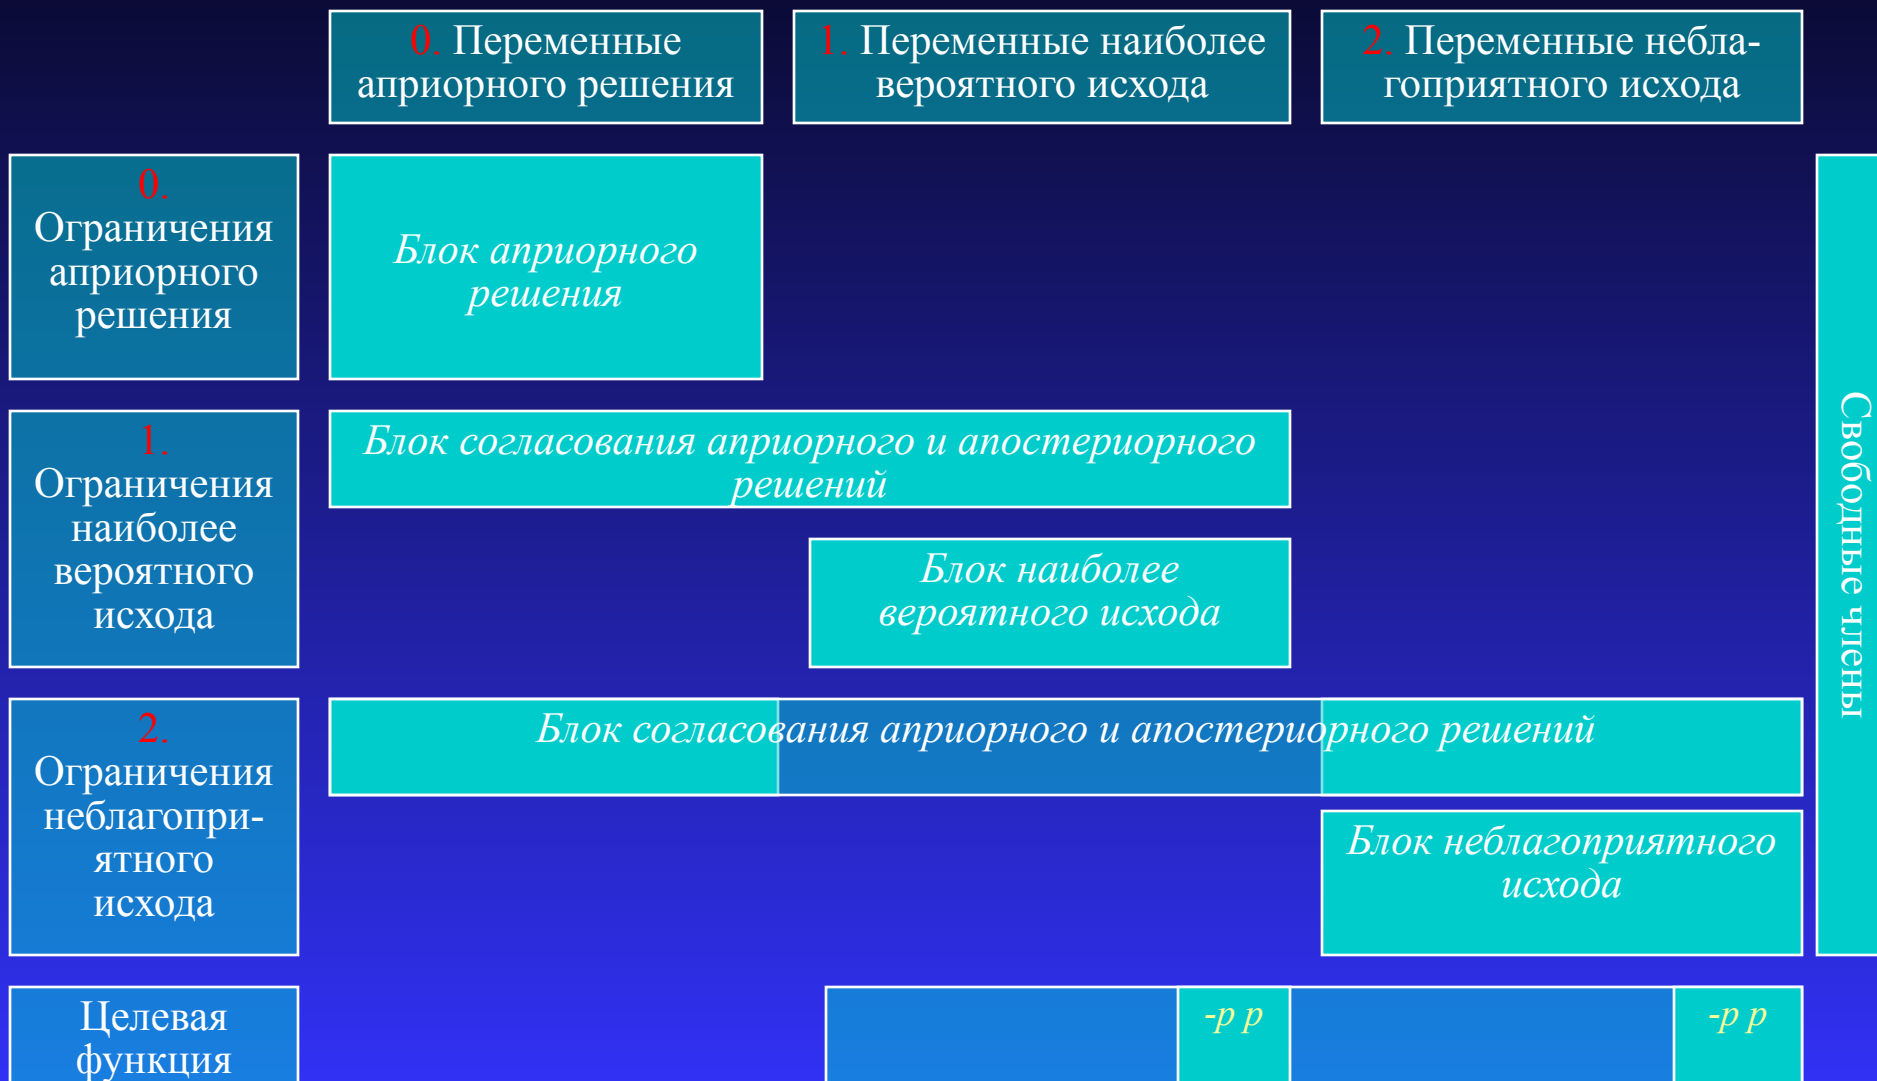 0. Переменные
априорного решения
1. Переменные наиболее
вероятного исхода
2. Переменные небла-
гоприятного исхода
0.
Ограничения
априорного
решения
Блок априорного
решения
Свободные члены
1.
Ограничения
наиболее
вероятного
исхода
Блок согласования априорного и апостериорного
решений
Блок наиболее
вероятного исхода
2.
Ограничения
неблагопри-
ятного
исхода
Блок согласования априорного и апостериорного решений
Блок неблагоприятного
исхода
Целевая
функция
-p p
-p p